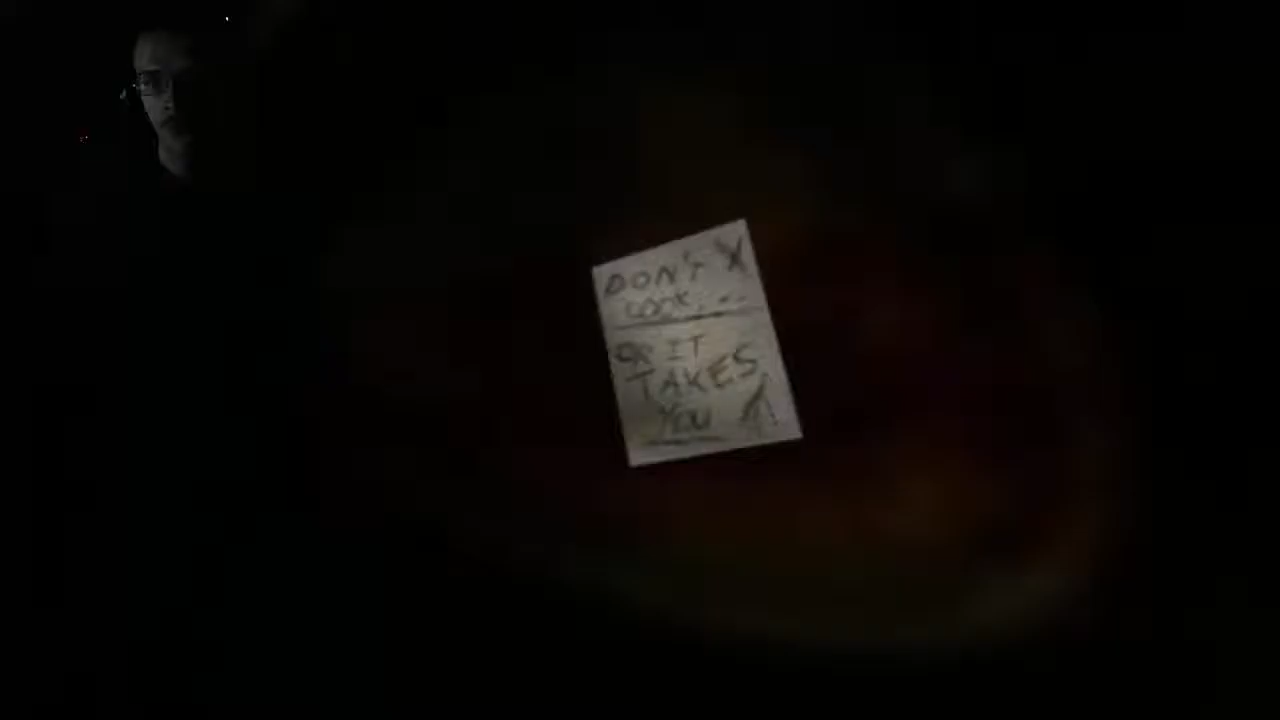 DON'T X
LOOK...
OR IT
TAKES
YOU